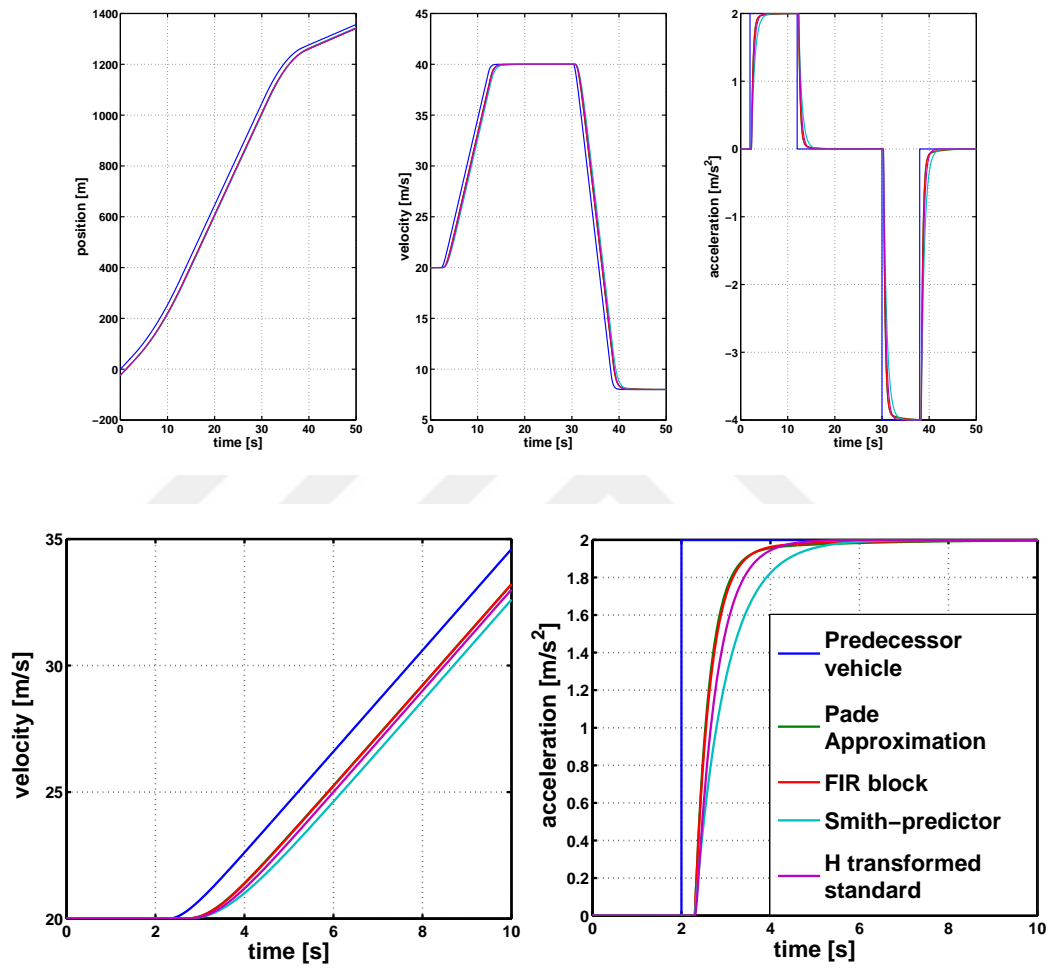 1400
1200
1000
800
600
400
200
0
−200
position [m]
0 10 20 30 40 50
time [s]
45
40
35
30
25
20
15
10
5
velocity [m/s]
0 10 20 30 40 50
time [s]
2
1
0
−1
−2
−3
−4
acceleration [m/s²]
0 10 20 30 40 50
time [s]
35
30
25
20
velocity [m/s]
0 2 4 6 8 10
time [s]
2
1.8
1.6
1.4
1.2
1
0.8
0.6
0.4
0.2
0
acceleration [m/s²]
0 2 4 6 8 10
time [s]
Predecessor
vehicle
Pade
Approximation
FIR block
Smith−predictor
H transformed
standard